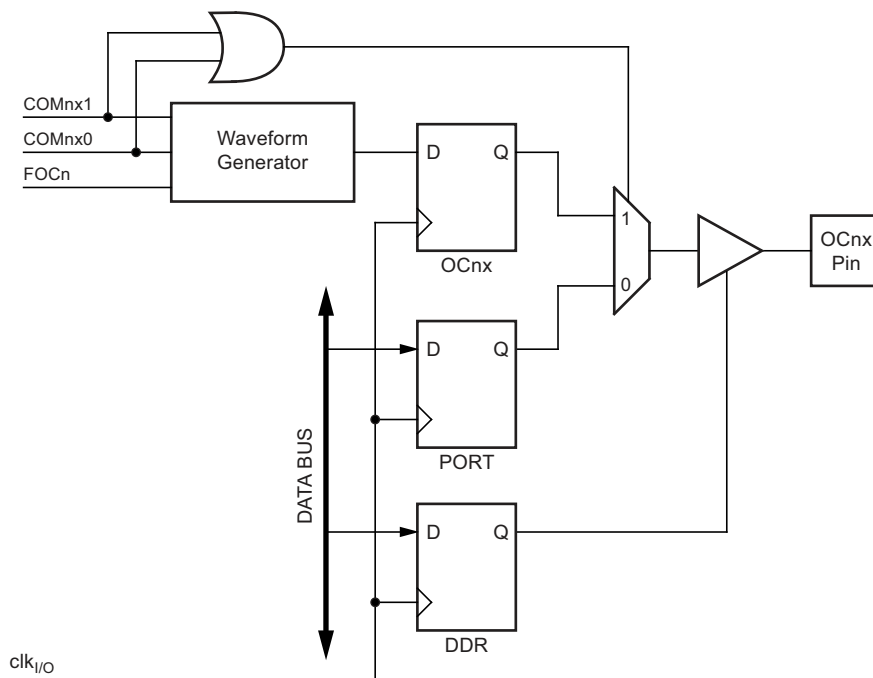 COMnx1
COMnx0
FOCn
Waveform
Generator
D
Q
OCnx
1
0
OCnx
Pin
D
Q
PORT
DATA BUS
D
Q
DDR
clkI/O